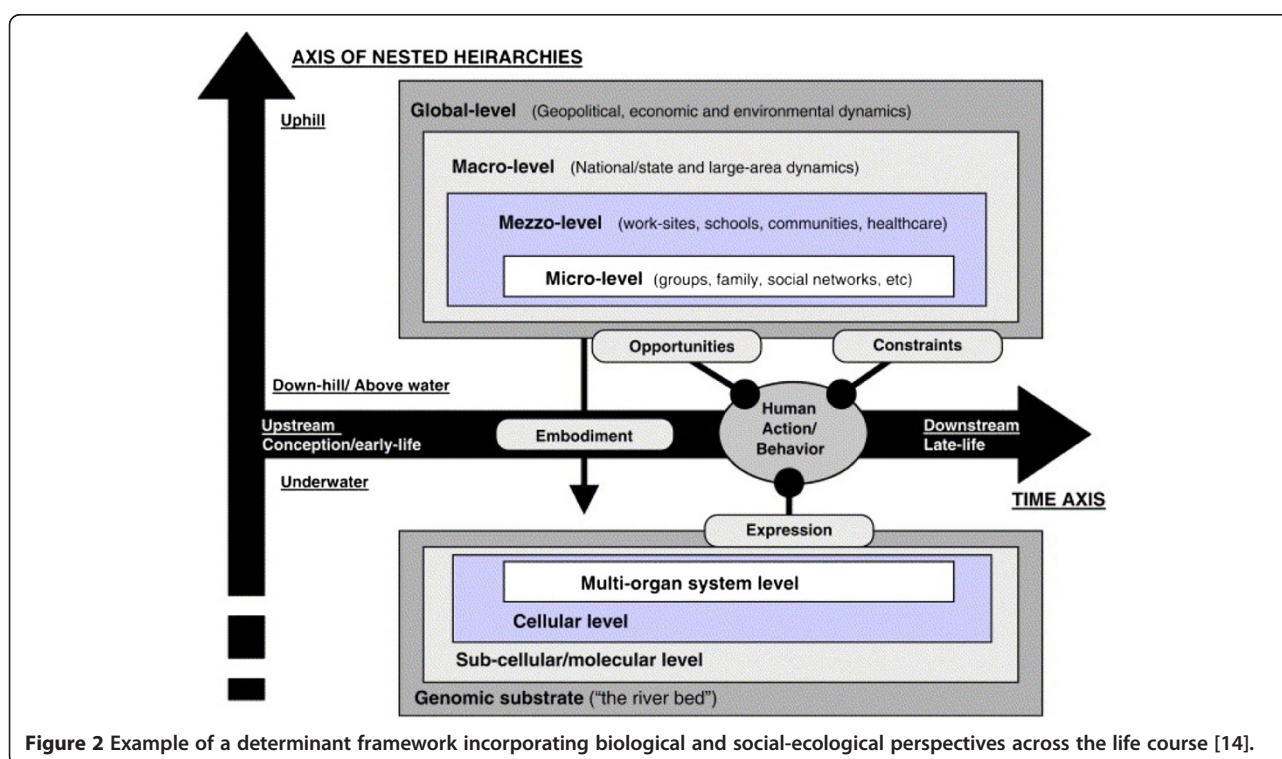 AXIS OF NESTED HEIRARCHIES
Uphill
Global-level (Geopolitical, economic and environmental dynamics)
Macro-level (National/state and large-area dynamics)
Mezzo-level (work-sites, schools, communities, healthcare)
Micro-level (groups, family, social networks, etc)
Opportunities
Constraints
Down-hill/ Above water
Upstream
Conception/early-life
Embodiment
Human
Action/
Behavior
Downstream
Late-life
Underwater
TIME AXIS
Expression
Multi-organ system level
Cellular level
Sub-cellular/molecular level
Genomic substrate ("the river bed")
Figure 2 Example of a determinant framework incorporating biological and social-ecological perspectives across the life course [14].